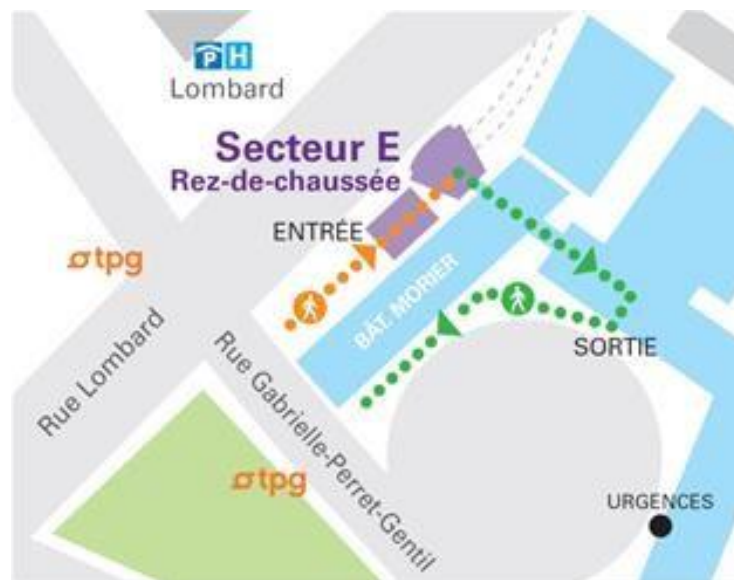 P H
Lombard
Secteur E
Rez-de-chaussée
ENTRÉE
tpg
BÂT. MORIER
SORTIE
Rue Lombard
Rue Gabrielle-Perret-Gentil
tpg
URGENCES